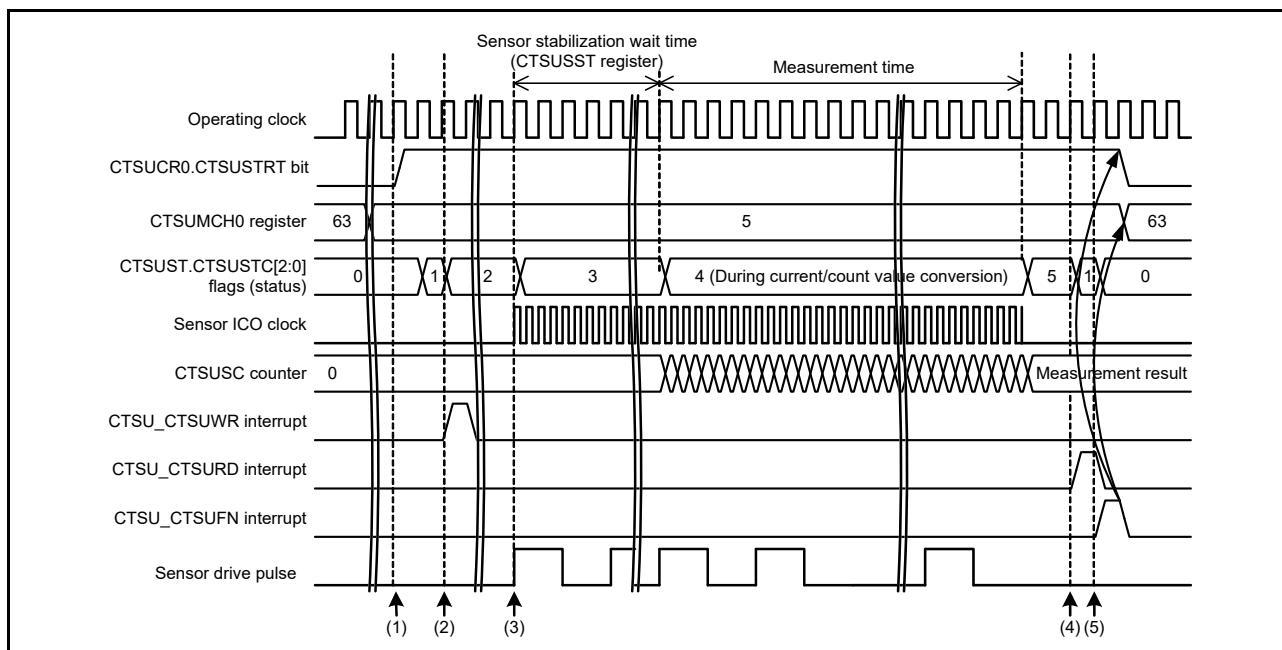 Sensor stabilization wait time
(CTSUSST register)
Measurement time
Operating clock
CTSUCR0.CTSUSTRT bit
CTSUMCH0 register
63
5
63
CTSUST.CTSUSTC[2:0]
flags (status)
0
1
2
3
4 (During current/count value conversion)
5
1
0
Sensor ICO clock
CTSUSC counter
0
Measurement result
CTSU_CTSUWR interrupt
CTSU_CTSURD interrupt
CTSU_CTSUFN interrupt
Sensor drive pulse
(1)
(2)
(3)
(4)
(5)